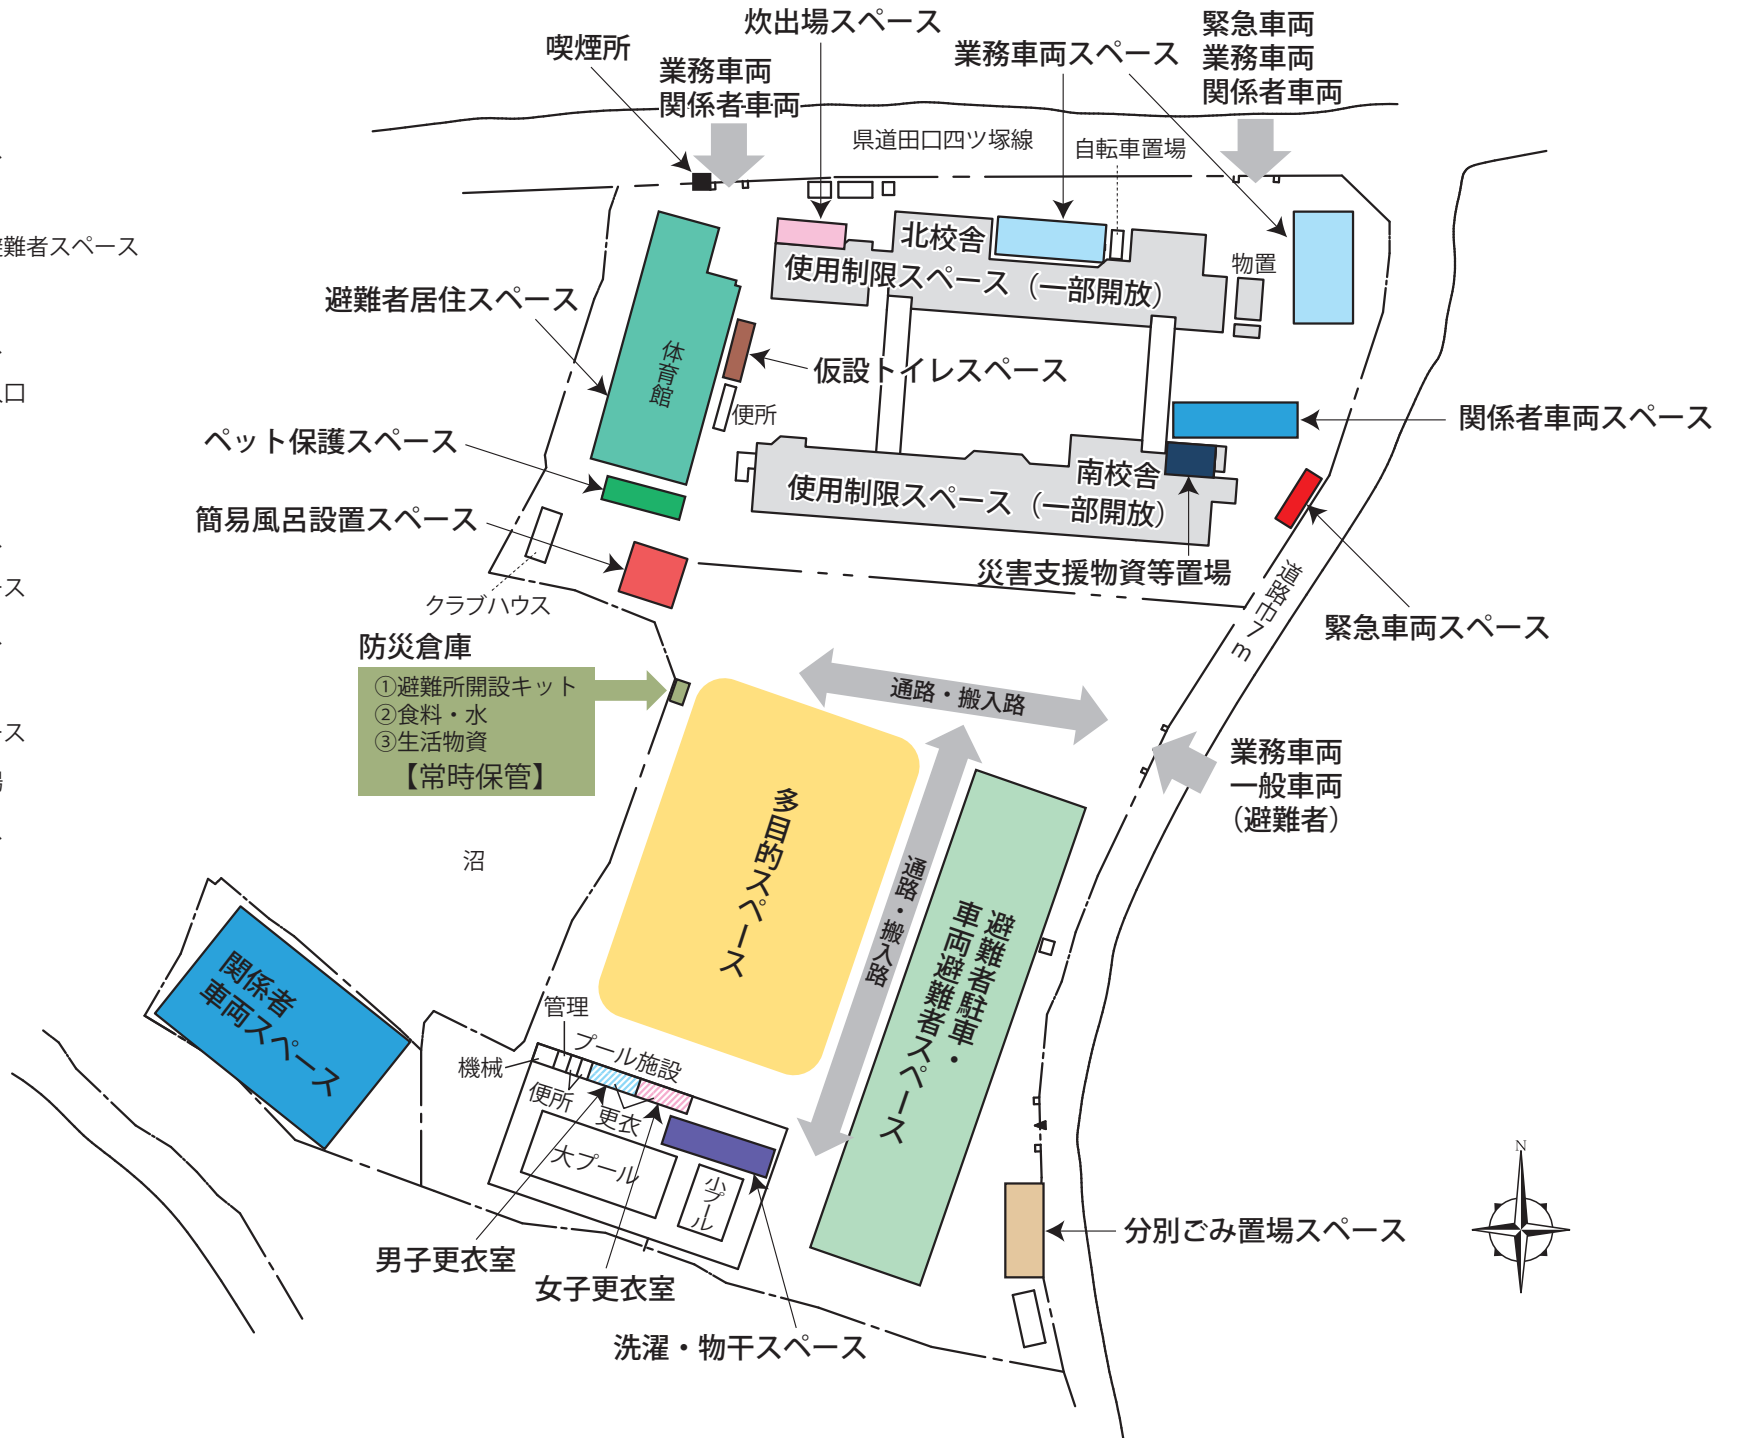 炊出場スペース
喫煙所
業務車両
関係者車両
業務車両スペース
緊急車両
業務車両
関係者車両
県道田口四ツ塚線
自転車置場
難者スペース
北校舎
使用制限スペース（一部開放）
物置
避難者居住スペース
体育館
仮設トイレスペース
便所
口
関係者車両スペース
ペット保護スペース
南校舎
使用制限スペース（一部開放）
簡易風呂設置スペース
災害支援物資等置場
道路巾7m
緊急車両スペース
クラブハウス
ース
防災倉庫
①避難所開設キット
②食料・水
③生活物資
【常時保管】
通路・搬入路
業務車両
一般車両
（避難者）
ース
多目的スペース
通路・搬入路
避難者駐車・
車両避難者スペース
沼
関係者
車両スペース
管理
プール施設
機械
便所
更衣
大プール
小プール
男子更衣室
女子更衣室
洗濯・物干スペース
分別ごみ置場スペース
N